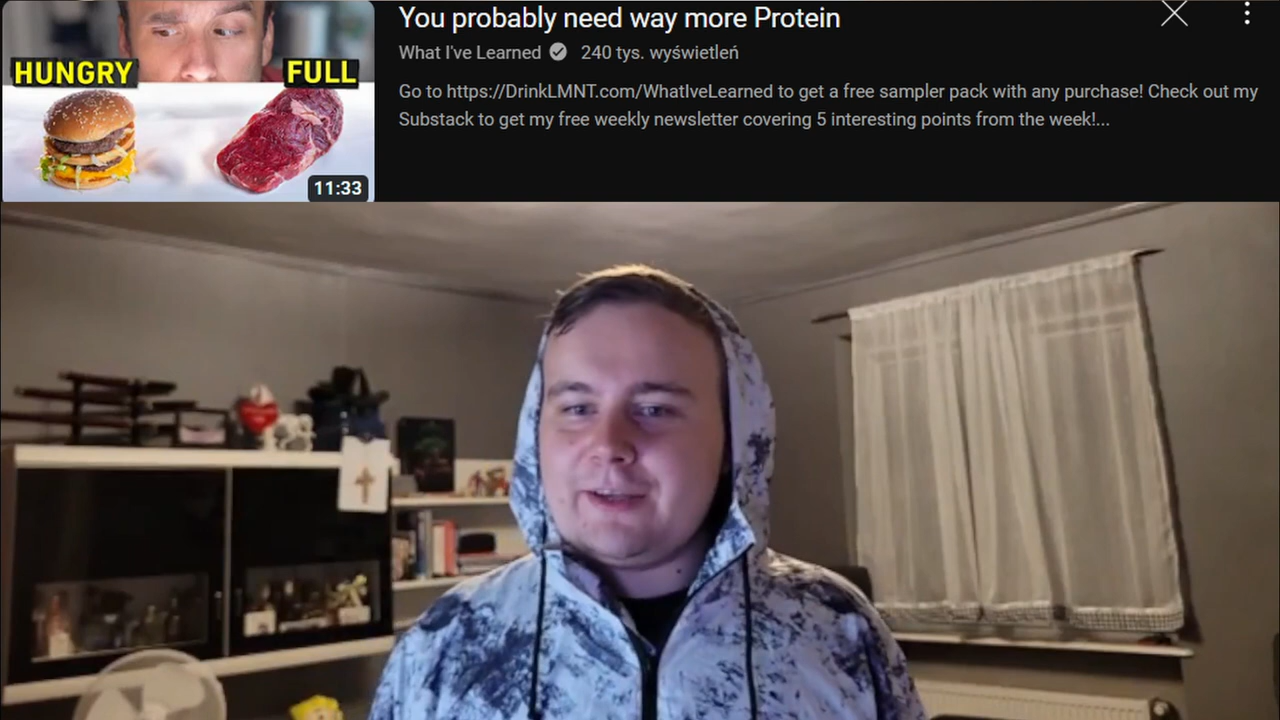 HUNGRY
FULL
11:33
You probably need way more Protein
What I've Learned 240 tys. wyświetleń
Go to https://DrinkLMNT.com/WhatIveLearned to get a free sampler pack with any purchase! Check out my
Substack to get my free weekly newsletter covering 5 interesting points from the week!...